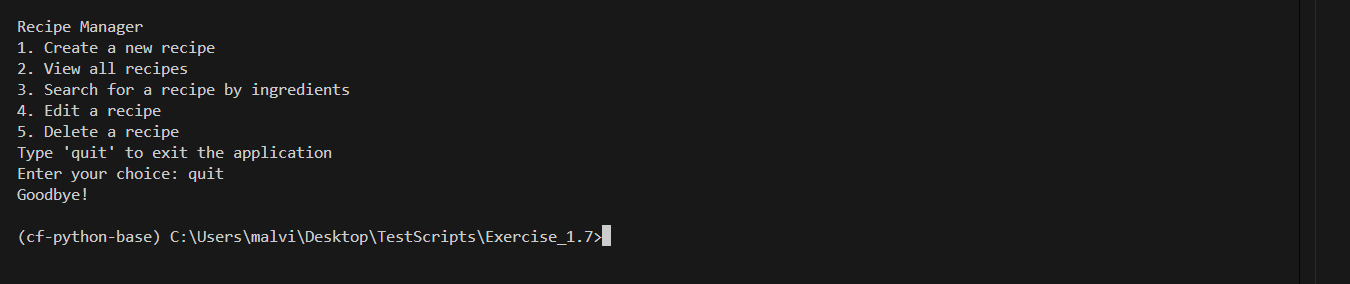 Recipe Manager
1. Create a new recipe
2. View all recipes
3. Search for a recipe by ingredients
4. Edit a recipe
5. Delete a recipe
Type 'quit' to exit the application
Enter your choice: quit
Goodbye!
(cf-python-base) C:\Users\malvi\Desktop\TestScripts\Exercise_1.7>